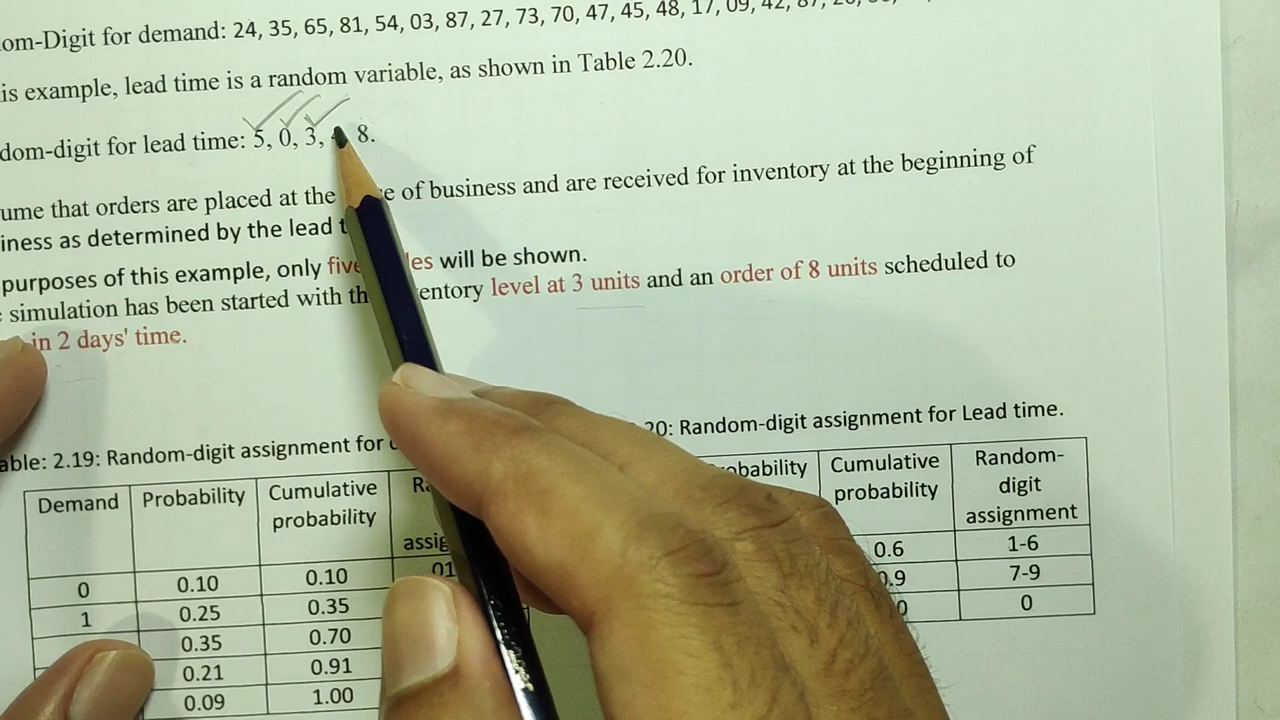 om-Digit for demand: 24, 35, 65, 81, 54, 03, 87, 27, 73, 70, 47, 45, 48, 17, 09, 42, 87,
is example, lead time is a random variable, as shown in Table 2.20.
dom-digit for lead time: 5, 0, 3, 8.
ume that orders are placed at the of business and are received for inventory at the beginning of
iness as determined by the lead t
purposes of this example, only five les will be shown.
simulation has been started with th entory level at 3 units and an order of 8 units scheduled to
in 2 days' time.
able: 2.19: Random-digit assignment for
20: Random-digit assignment for Lead time.
Demand Probability Cumulative probability assig
0 0.10 0.10 01
1 0.25 0.35
0.35 0.70
0.21 0.91
0.09 1.00
obability Cumulative probability Random-digit assignment
0.6 1-6
0.9 7-9
0 0